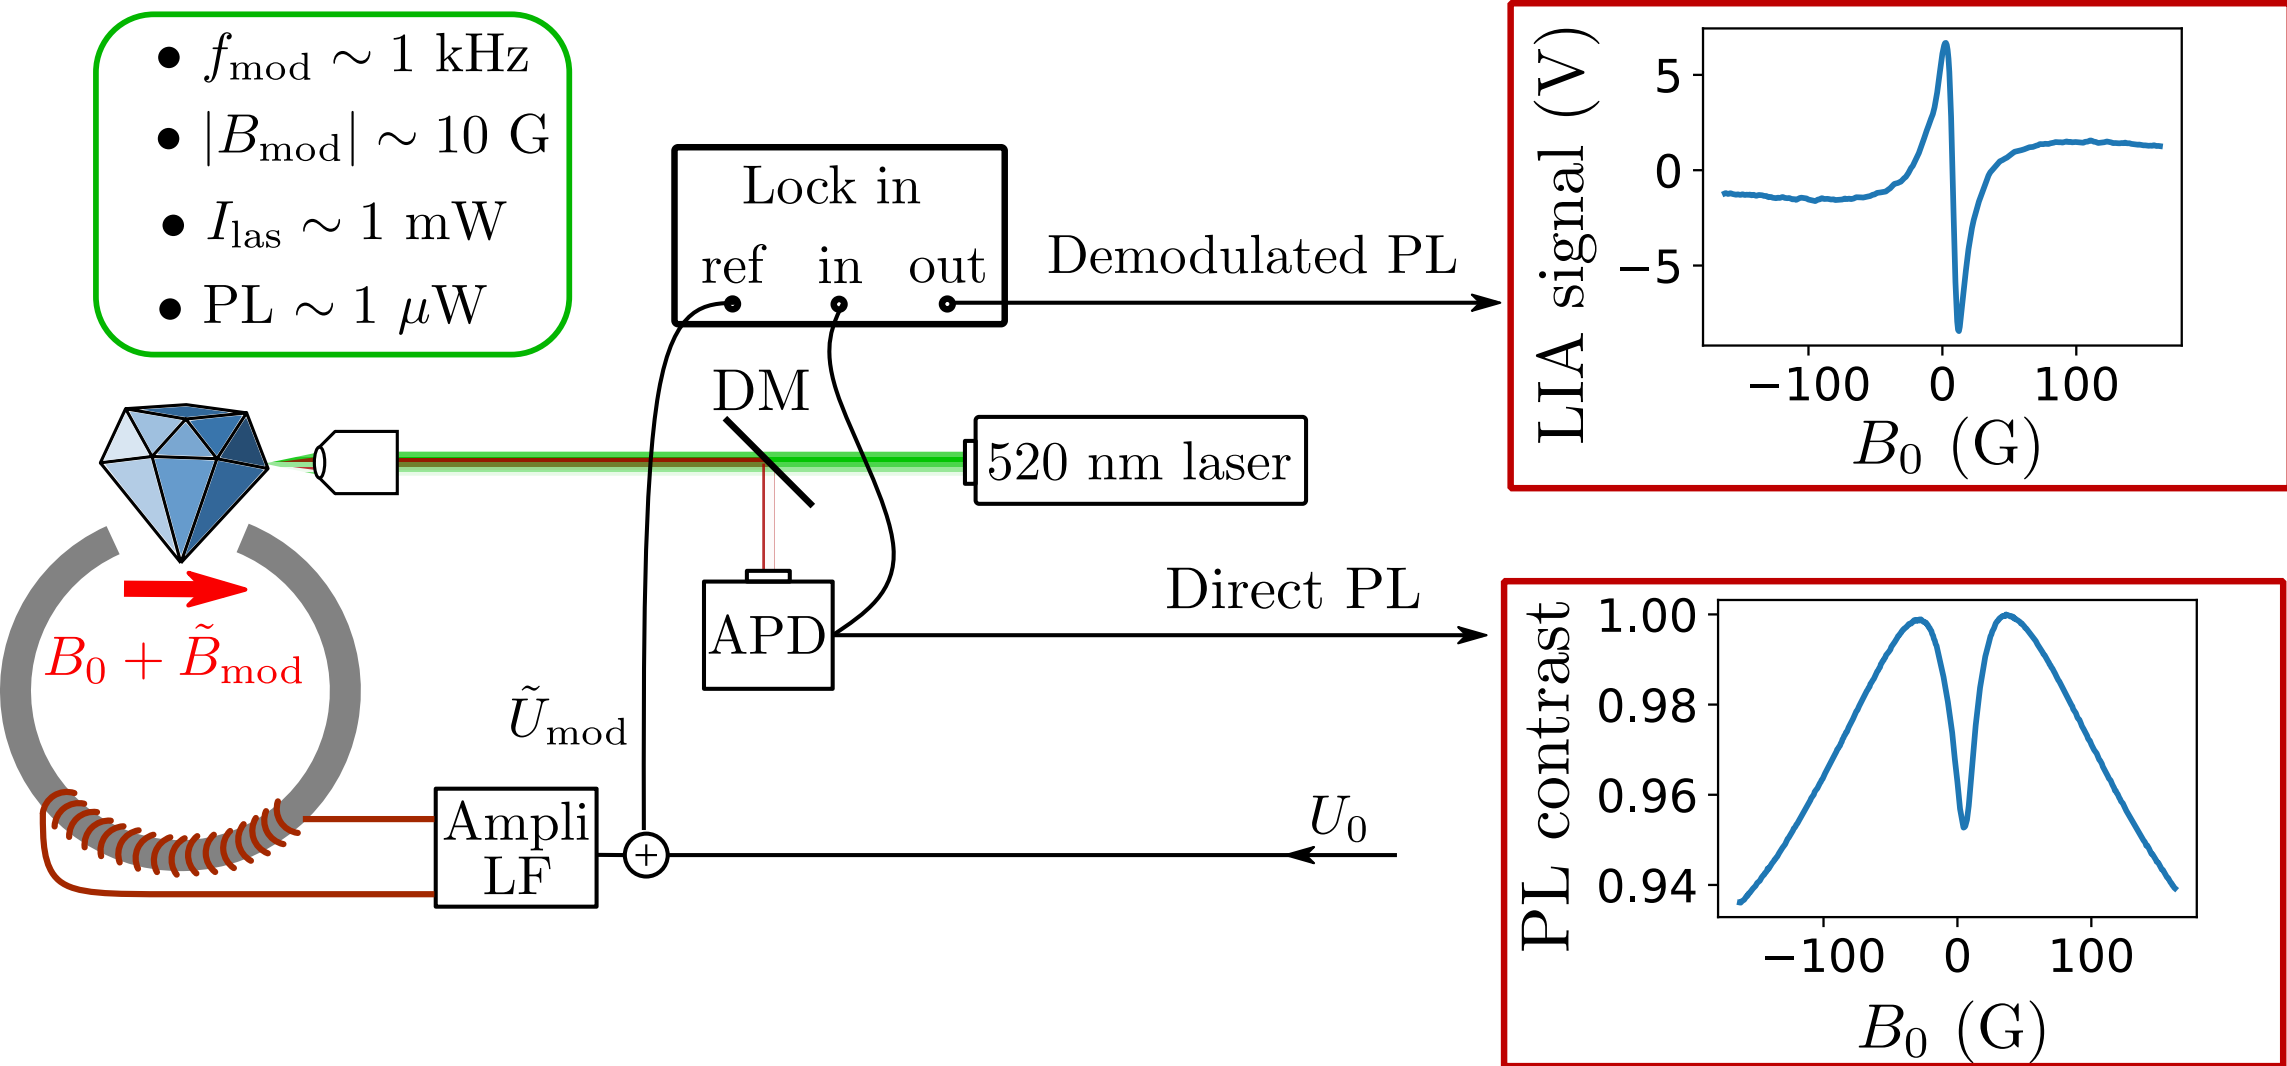 • f_mod ∼ 1 kHz
• |B_mod| ∼ 10 G
• I_las ∼ 1 mW
• PL ∼ 1 μW
Lock in
ref in out
Demodulated PL
DM
520 nm laser
APD
Direct PL
B_0 + B̃_mod
Ũ_mod
Ampli
LF
+
U_0
LIA signal (V)
5
0
−5
−100 0 100
B_0 (G)
PL contrast
1.00
0.98
0.96
0.94
−100 0 100
B_0 (G)